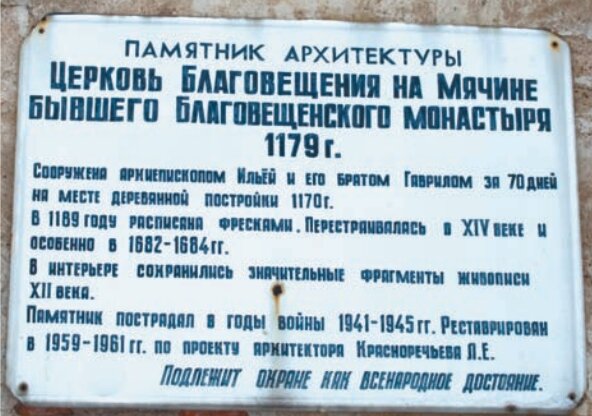 ПАМЯТНИК АРХИТЕКТУРЫ
ЦЕРКОВЬ БЛАГОВЕЩЕНИЯ НА МЯЧИНЕ
БЫВШЕГО БЛАГОВЕЩЕНСКОГО МОНАСТЫРЯ
1179 г.
СООРУЖЕНА АРХИЕПИСКОПОМ ИЛЬЁЙ И ЕГО БРАТОМ ГАВРИЛОМ ЗА 70 ДНЕЙ
НА МЕСТЕ ДЕРЕВЯННОЙ ПОСТРОЙКИ 1170 г.
В 1189 ГОДУ РАСПИСАНА ФРЕСКАМИ. ПЕРЕСТРАИВАЛАСЬ В XIV ВЕКЕ И
ОСОБЕННО В 1682-1684 гг.
В ИНТЕРЬЕРЕ СОХРАНИЛИСЬ ЗНАЧИТЕЛЬНЫЕ ФРАГМЕНТЫ ЖИВОПИСИ
XII ВЕКА.
ПАМЯТНИК ПОСТРАДАЛ В ГОДЫ ВОЙНЫ 1941-1945 гг. РЕСТАВРИРОВАН
В 1959-1961 гг. ПО ПРОЕКТУ АРХИТЕКТОРА КРАСНОРЕЧЬЕВА Л.Е.
ПОДЛЕЖИТ ОХРАНЕ КАК ВСЕНАРОДНОЕ ДОСТОЯНИЕ.